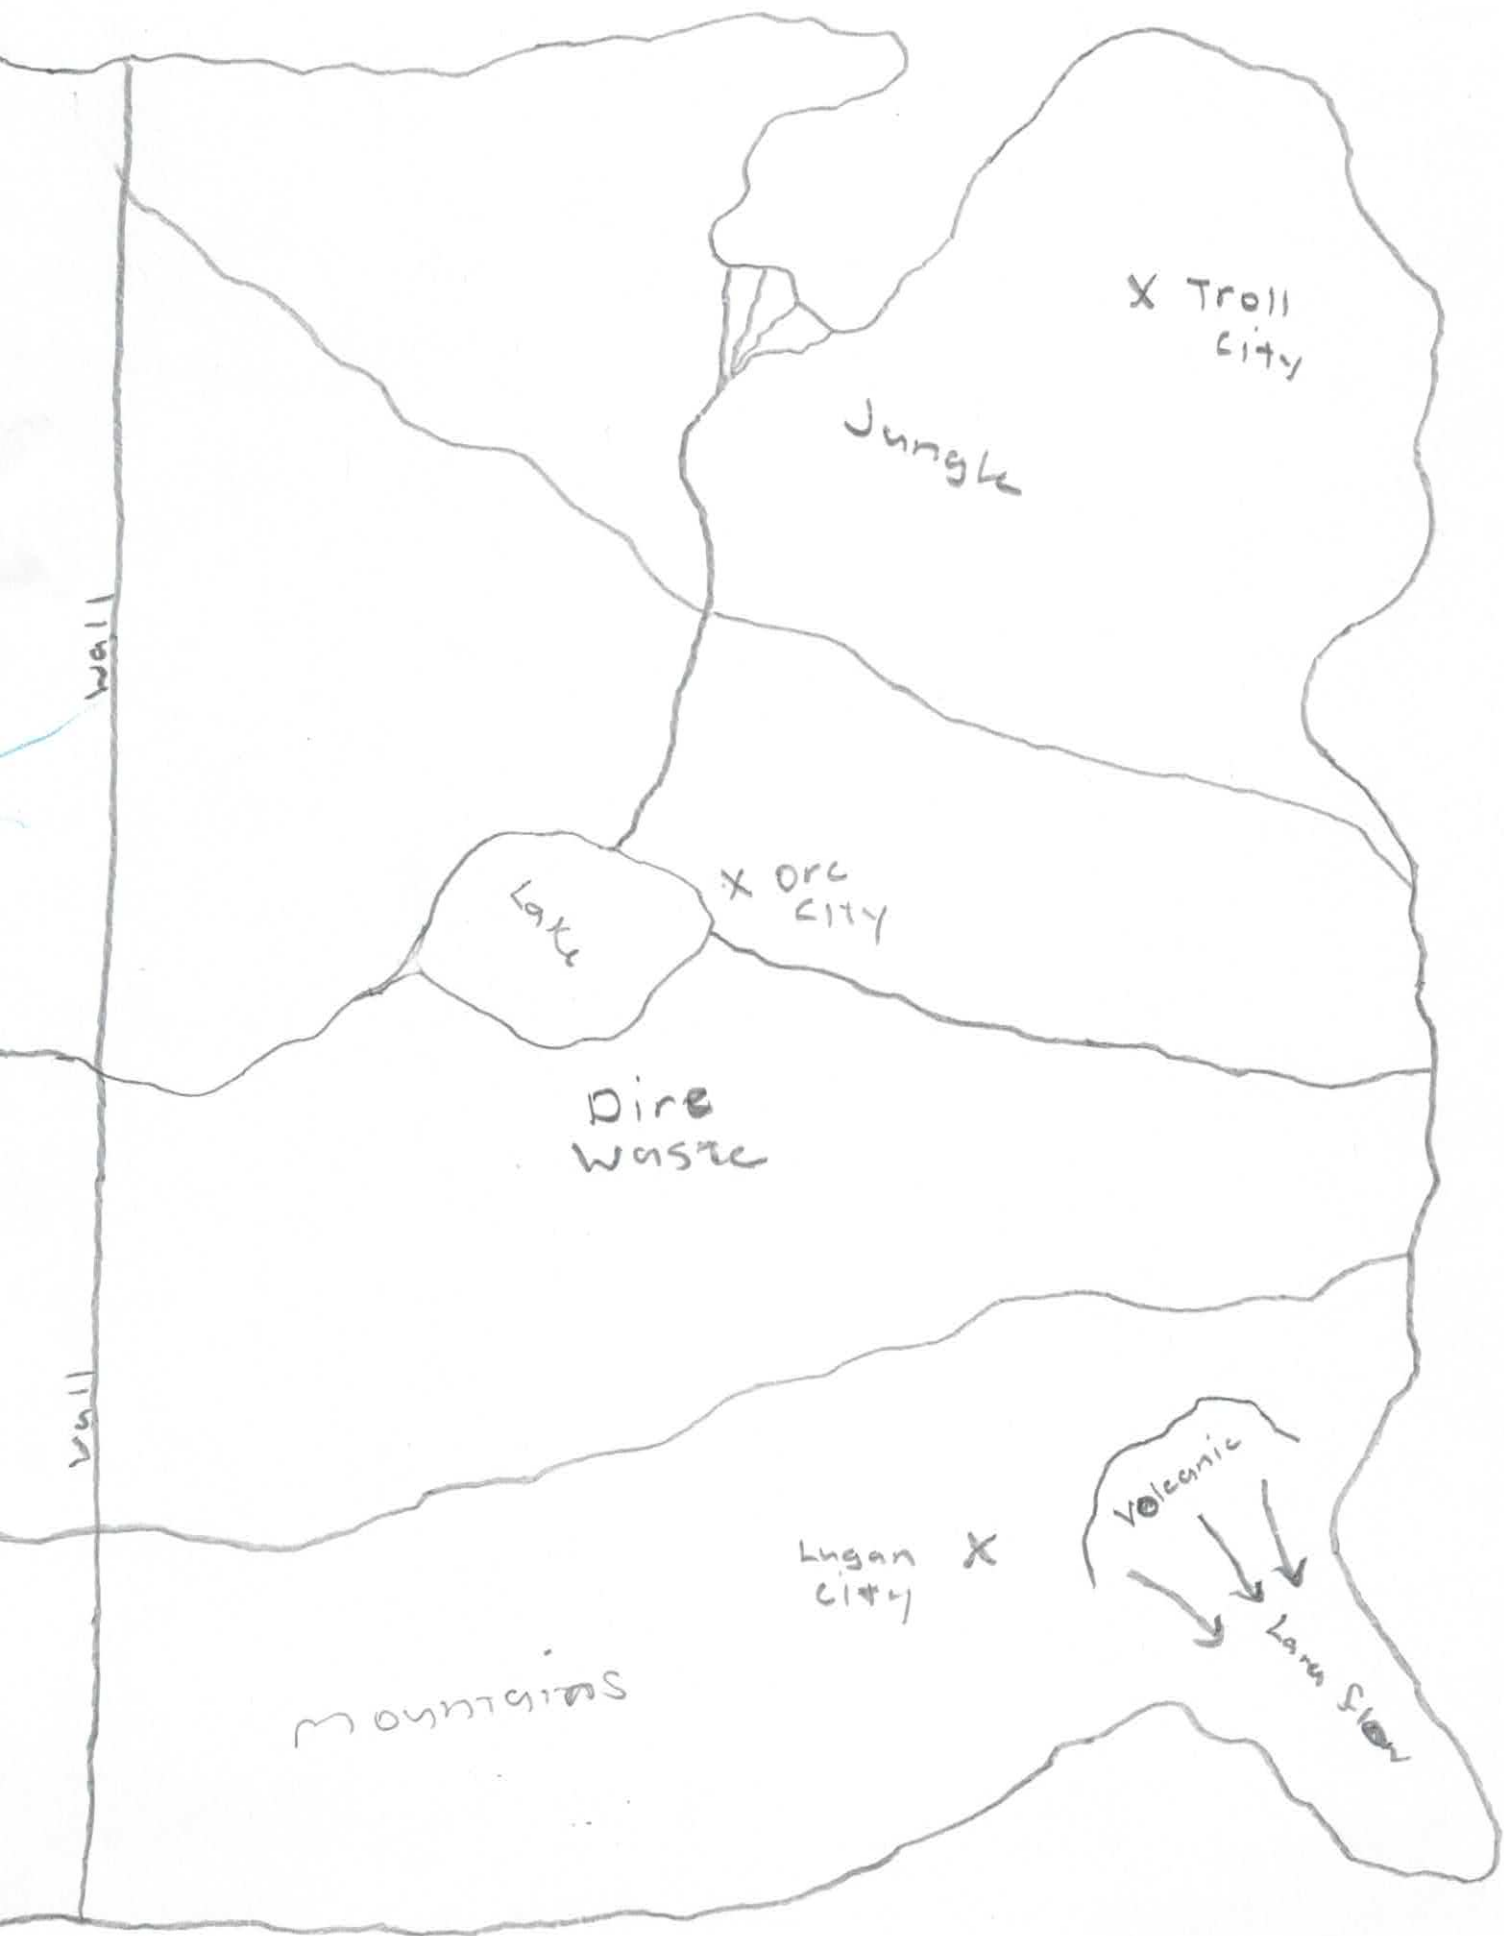 X Troll
City
Jungle
Wall
X Orc
City
Lake
Dire
Waste
Wall
Volcanic
Lugan X
City
Lava flow
Mountains